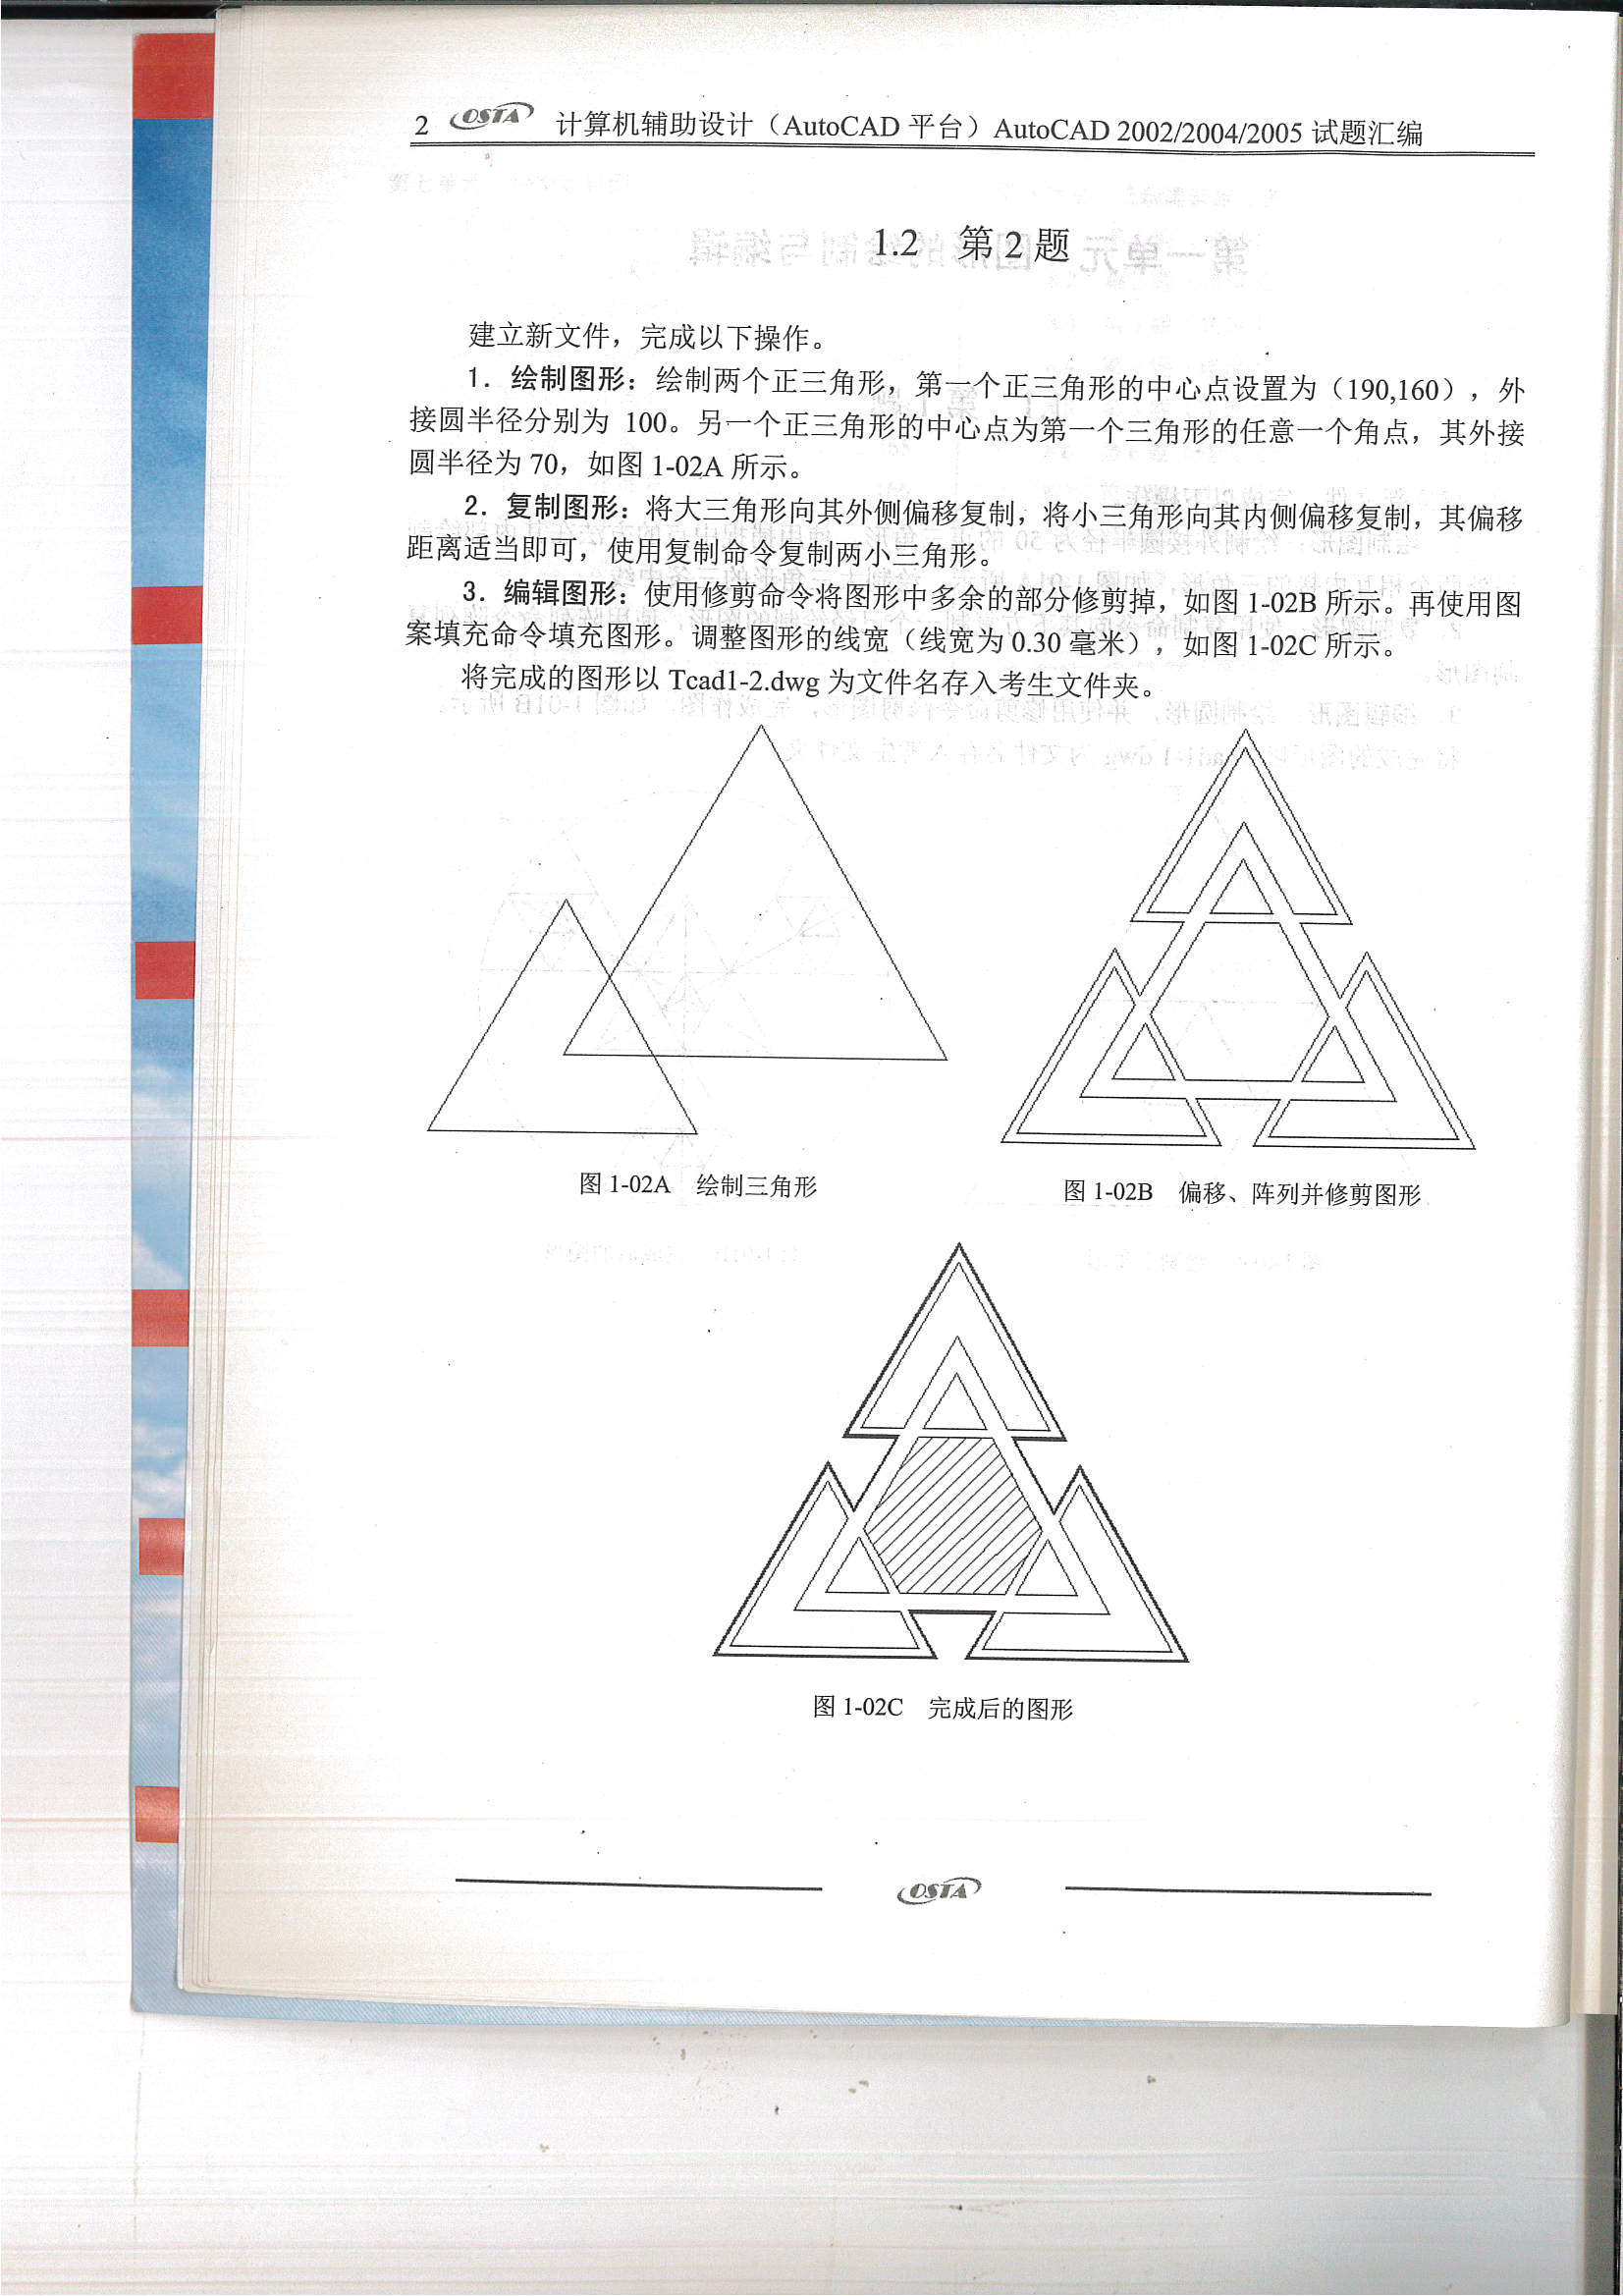 2 OSTA 计算机辅助设计（AutoCAD 平台）AutoCAD 2002/2004/2005 试题汇编
1.2 第 2 题
建立新文件，完成以下操作。
1．绘制图形：绘制两个正三角形，第一个正三角形的中心点设置为（190,160），外
接圆半径分别为 100。另一个正三角形的中心点为第一个三角形的任意一个角点，其外接
圆半径为 70，如图 1-02A 所示。
2．复制图形：将大三角形向其外侧偏移复制，将小三角形向其内侧偏移复制，其偏移
距离适当即可，使用复制命令复制两小三角形。
3．编辑图形：使用修剪命令将图形中多余的部分修剪掉，如图 1-02B 所示。再使用图
案填充命令填充图形。调整图形的线宽（线宽为 0.30 毫米），如图 1-02C 所示。
将完成的图形以 Tcad1-2.dwg 为文件名存入考生文件夹。
图 1-02A 绘制三角形
图 1-02B 偏移、阵列并修剪图形
图 1-02C 完成后的图形
OSTA